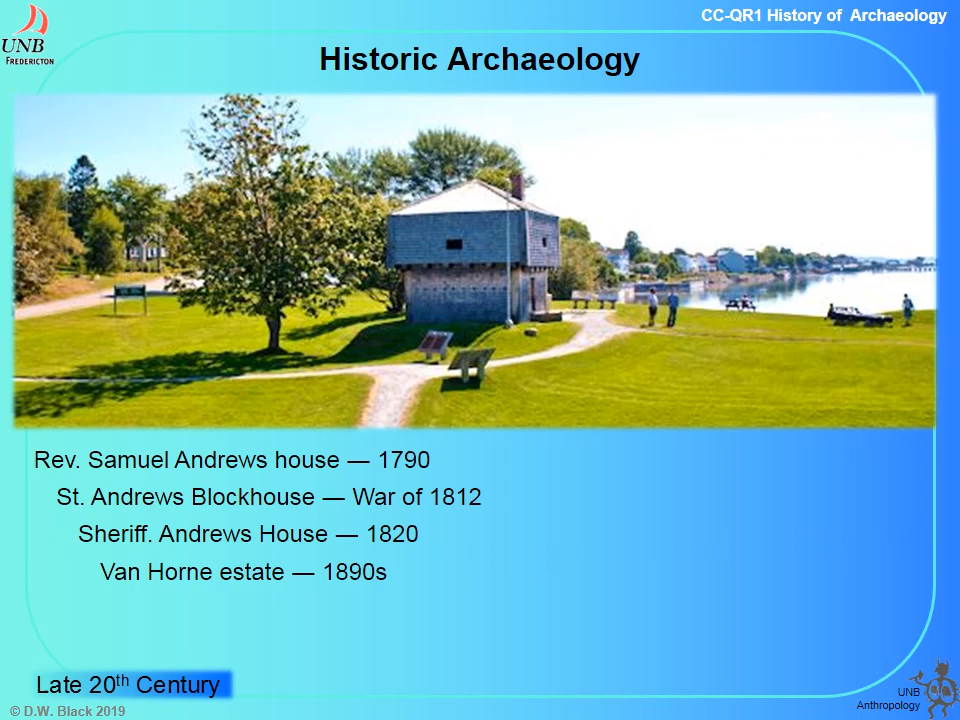 CC-QR1 History of Archaeology
UNB
FREDERICTON
Historic Archaeology
Rev. Samuel Andrews house — 1790
St. Andrews Blockhouse — War of 1812
Sheriff. Andrews House — 1820
Van Horne estate — 1890s
Late 20th Century
© D.W. Black 2019
UNB
Anthropology